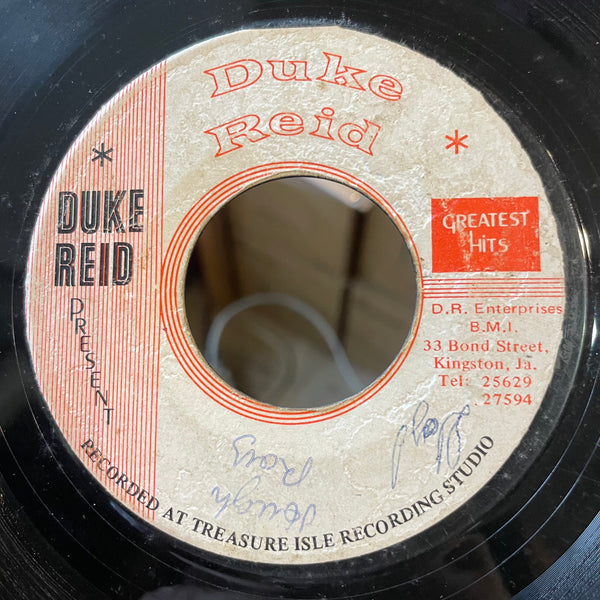 Duke
Reid
*
*
DUKE
REID
PRESENT
GREATEST
HITS
D.R. Enterprises
B.M.I.
33 Bond Street,
Kingston, Ja.
Tel: 25629
27594
Lloyd
RECORDED AT TREASURE ISLE RECORDING STUDIO